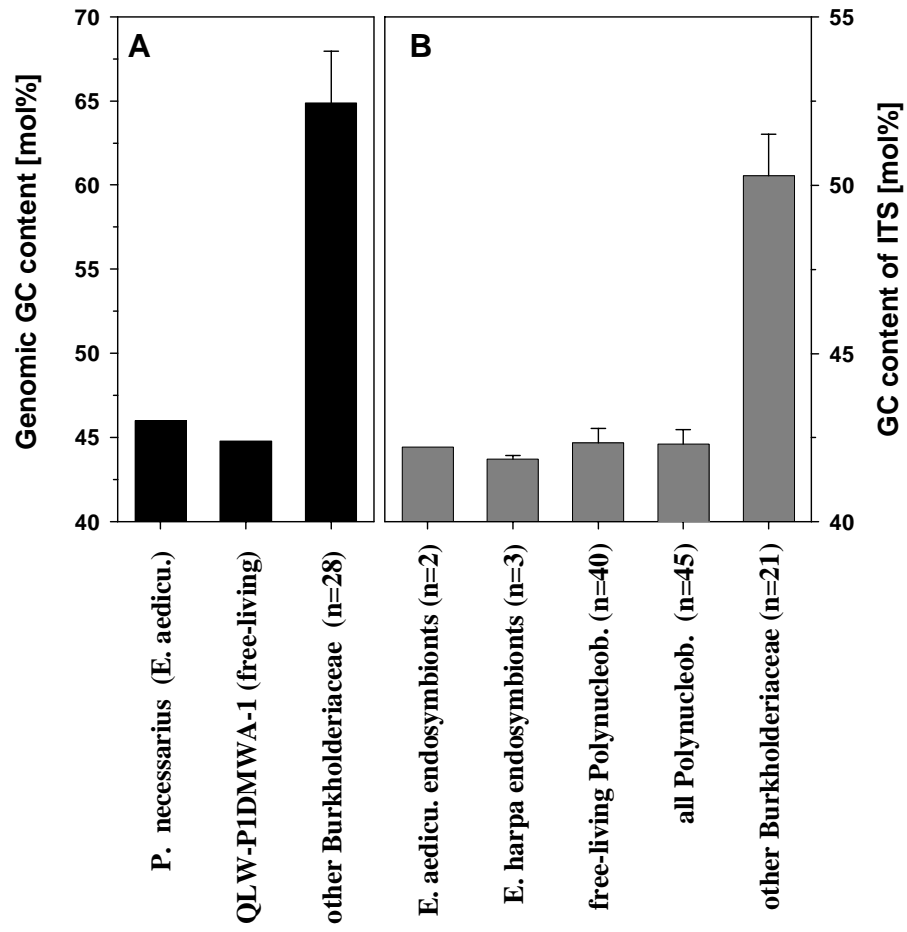 A
B
Genomic GC content [mol%]
70
65
60
55
50
45
40
GC content of ITS [mol%]
55
50
45
40
P. necessarius (E. aedicu.)
QLW-P1DMWA-1 (free-living)
other Burkholderiaceae (n=28)
E. aedicu. endosymbionts (n=2)
E. harpa endosymbionts (n=3)
free-living Polynucleob. (n=40)
all Polynucleob. (n=45)
other Burkholderiaceae (n=21)